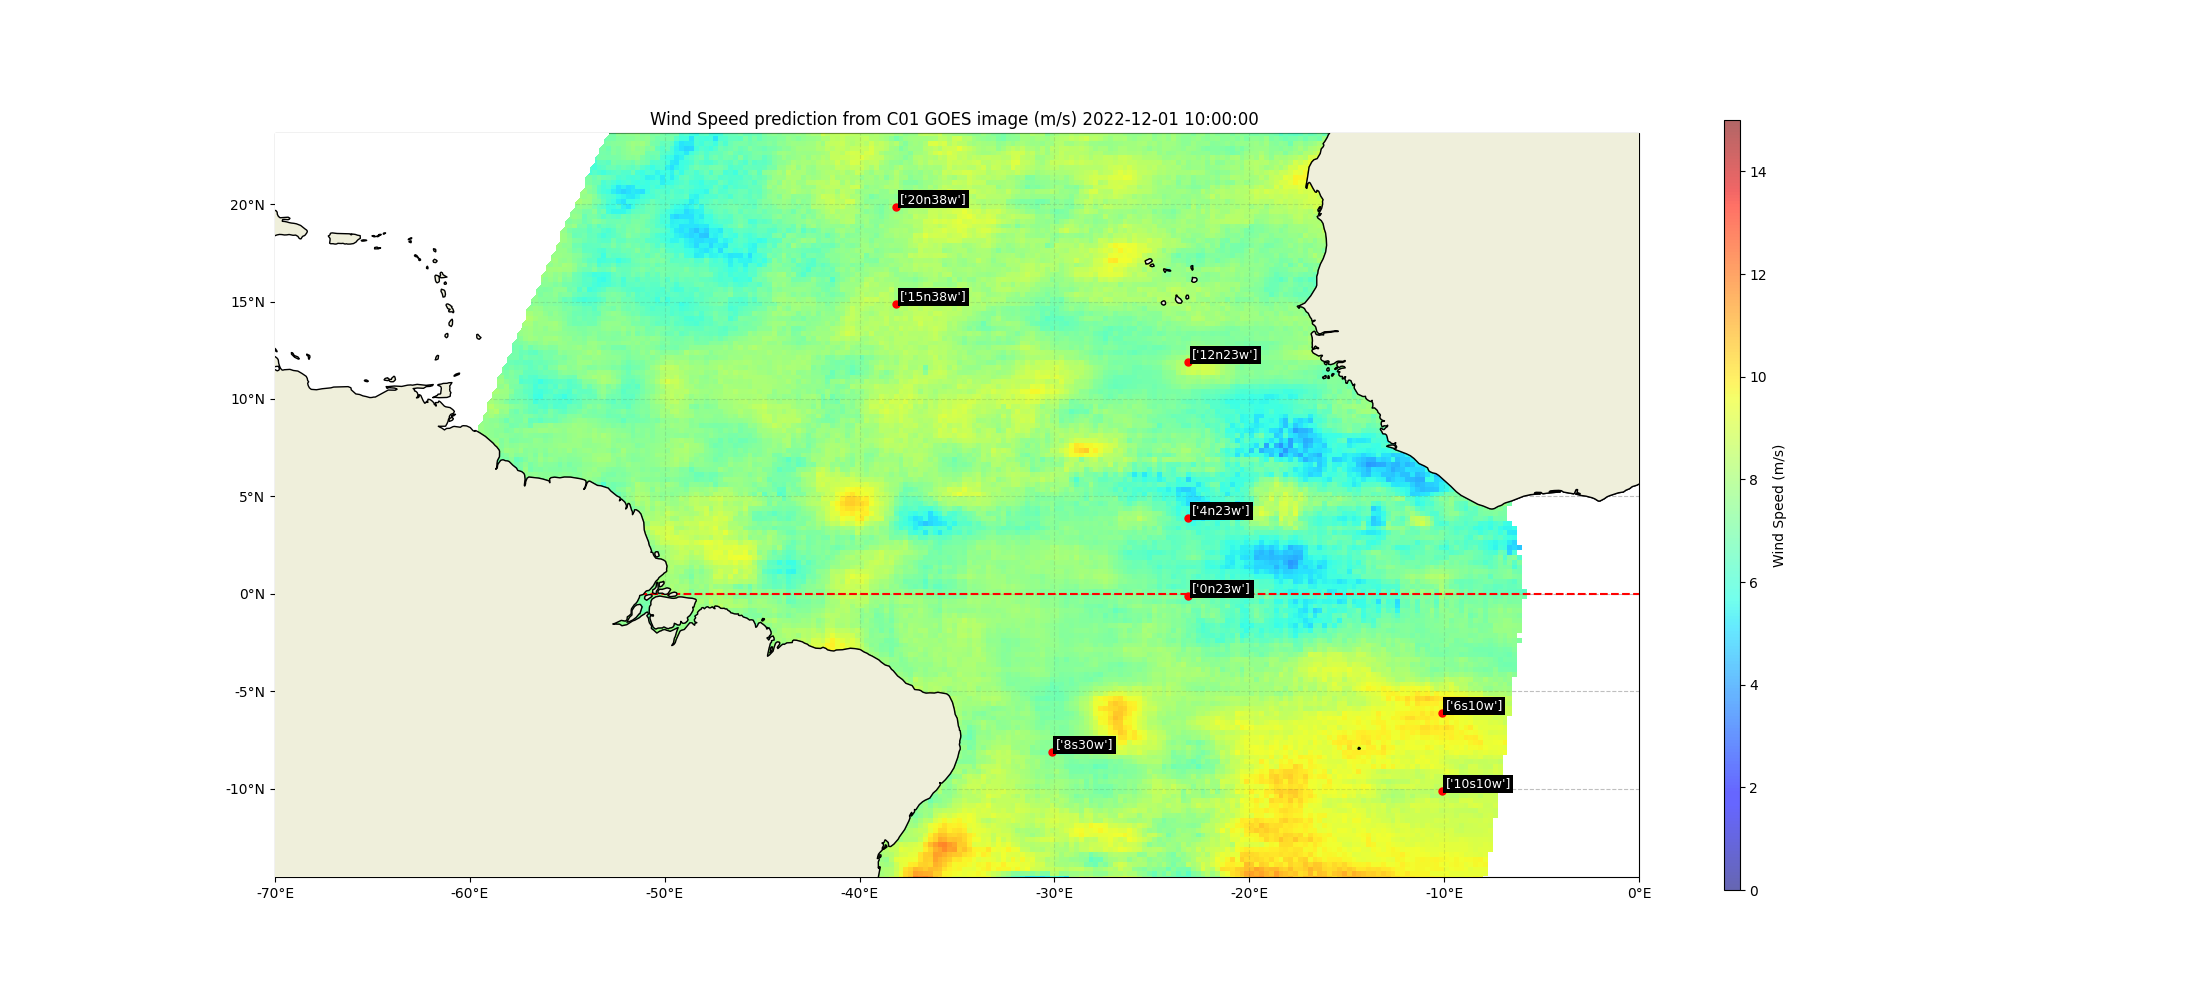 Wind Speed prediction from C01 GOES image (m/s) 2022-12-01 10:00:00
14
['20n38w']
20°N
12
15°N
['15n38w']
['12n23w']
10
10°N
Wind Speed (m/s)
8
5°N
['4n23w']
0°N
['0n23w']
6
-5°N
['6s10w']
4
['8s30w']
-10°N
['10s10w']
2
0
-70°E -60°E -50°E -40°E -30°E -20°E -10°E 0°E